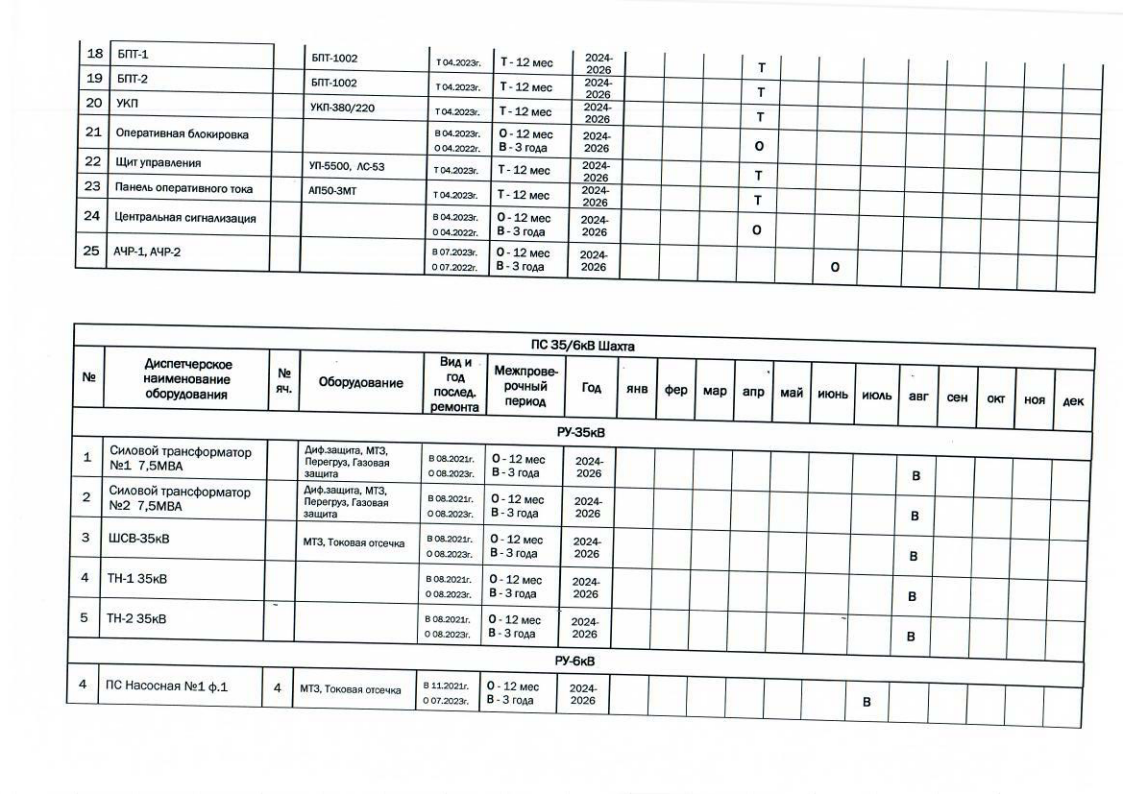 18 БПТ-1 БПТ-1002 Т 04.2023г. Т - 12 мес 2024-2026 Т
19 БПТ-2 БПТ-1002 Т 04.2023г. Т - 12 мес 2024-2026 Т
20 УКП УКП-380/220 Т 04.2023г. Т - 12 мес 2024-2026 Т
21 Оперативная блокировка В 04.2023г. О 04.2022г. О - 12 мес В - 3 года 2024-2026 О
22 Щит управления УП-5500, ЛС-53 Т 04.2023г. Т - 12 мес 2024-2026 Т
23 Панель оперативного тока АП50-3МТ Т 04.2023г. Т - 12 мес 2024-2026 Т
24 Центральная сигнализация В 04.2023г. О 04.2022г. О - 12 мес В - 3 года 2024-2026 О
25 АЧР-1, АЧР-2 В 07.2023г. О 07.2022г. О - 12 мес В - 3 года 2024-2026 О
ПС 35/6кВ Шахта
№ Диспетчерское наименование оборудования № яч. Оборудование Вид и год послед. ремонта Межпрове-рочный период Год янв фер мар апр май июнь июль авг сен окт ноя дек
РУ-35кВ
1 Силовой трансформатор №1 7,5МВА Диф.защита, МТЗ, Перегруз, Газовая защита В 08.2021г. О 08.2023г. О - 12 мес В - 3 года 2024-2026 В
2 Силовой трансформатор №2 7,5МВА Диф.защита, МТЗ, Перегруз, Газовая защита В 08.2021г. О 08.2023г. О - 12 мес В - 3 года 2024-2026 В
3 ШСВ-35кВ МТЗ, Токовая отсечка В 08.2021г. О 08.2023г. О - 12 мес В - 3 года 2024-2026 В
4 ТН-1 35кВ В 08.2021г. О 08.2023г. О - 12 мес В - 3 года 2024-2026 В
5 ТН-2 35кВ В 08.2021г. О 08.2023г. О - 12 мес В - 3 года 2024-2026 В
РУ-6кВ
4 ПС Насосная №1 ф.1 4 МТЗ, Токовая отсечка В 11.2021г. О 07.2023г. О - 12 мес В - 3 года 2024-2026 В